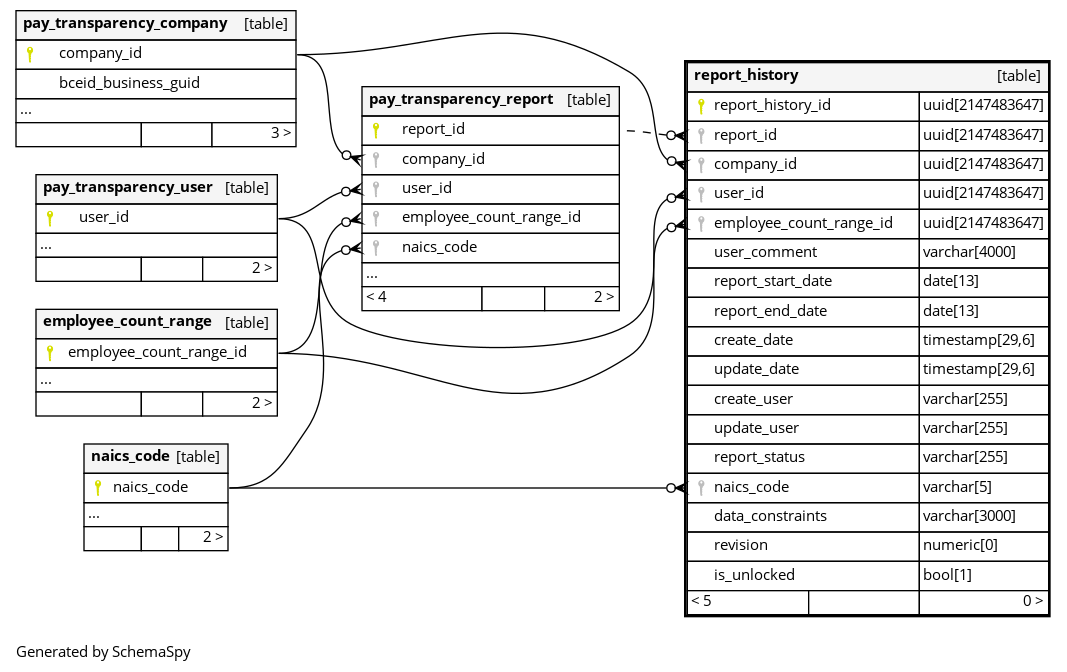 pay_transparency_company [table]
company_id
bceid_business_guid
...
3 >
pay_transparency_user [table]
user_id
...
2 >
employee_count_range [table]
employee_count_range_id
...
2 >
naics_code [table]
naics_code
...
2 >
pay_transparency_report [table]
report_id
company_id
user_id
employee_count_range_id
naics_code
...
< 4 2 >
report_history [table]
report_history_id uuid[2147483647]
report_id uuid[2147483647]
company_id uuid[2147483647]
user_id uuid[2147483647]
employee_count_range_id uuid[2147483647]
user_comment varchar[4000]
report_start_date date[13]
report_end_date date[13]
create_date timestamp[29,6]
update_date timestamp[29,6]
create_user varchar[255]
update_user varchar[255]
report_status varchar[255]
naics_code varchar[5]
data_constraints varchar[3000]
revision numeric[0]
is_unlocked bool[1]
< 5 0 >
Generated by SchemaSpy